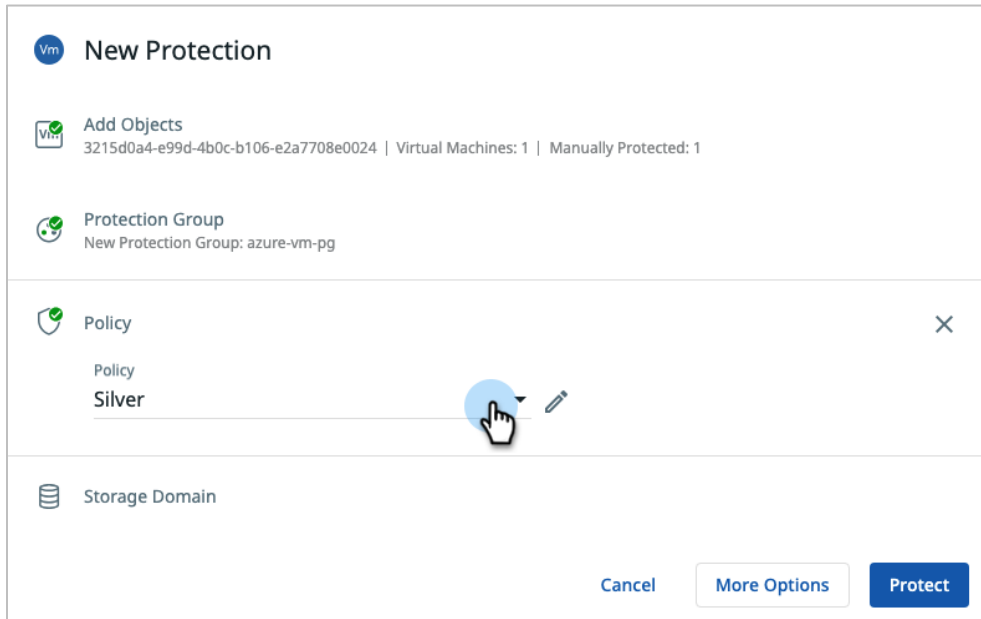 Vm New Protection
Add Objects
3215d0a4-e99d-4b0c-b106-e2a7708e0024 | Virtual Machines: 1 | Manually Protected: 1
Protection Group
New Protection Group: azure-vm-pg
Policy
Policy
Silver
Storage Domain
Cancel More Options Protect